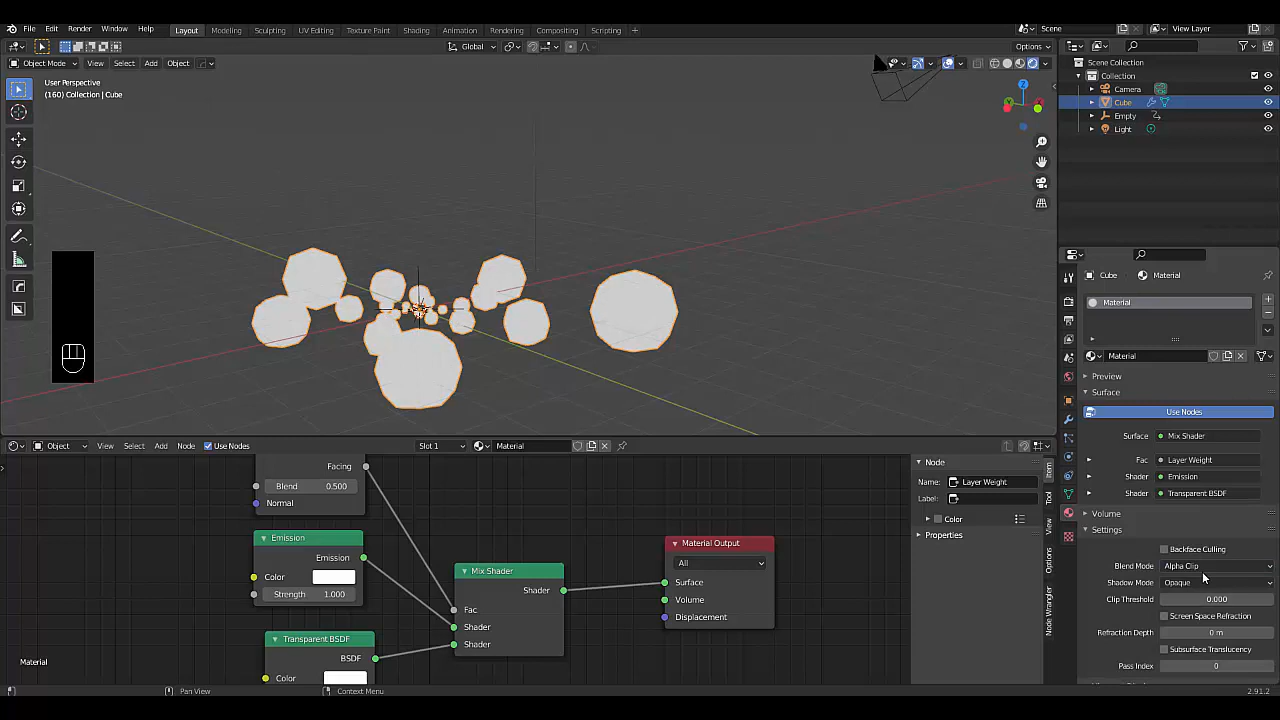 File Edit Render Window Help Layout Modeling Sculpting UV Editing Texture Paint Shading Animation Rendering Compositing Scripting + Scene View Layer
Global Options
Object Mode View Select Add Object
User Perspective
(160) Collection | Cube
Scene Collection
Collection
Camera
Cube
Empty
Light
Z
Cube Material
Material
Material
Preview
Surface
Use Nodes
Surface Mix Shader
Fac Layer Weight
Shader Emission
Shader Transparent BSDF
Volume
Settings
Backface Culling
Blend Mode Alpha Clip
Shadow Mode Opaque
Clip Threshold 0.000
Screen Space Refraction
Refraction Depth 0 m
Subsurface Translucency
Pass Index 0
Object View Select Add Node Use Nodes Slot 1 Material
Facing
Blend 0.500
Normal
Emission
Emission
Color
Strength 1.000
Transparent BSDF
BSDF
Color
Mix Shader
Shader
Fac
Shader
Shader
Material Output
All
Surface
Volume
Displacement
Node
Name: Layer Weight
Label:
Color
Properties
Item
Tool
View
Options
Node Wrangler
Material
Pan View Context Menu 2.91.2